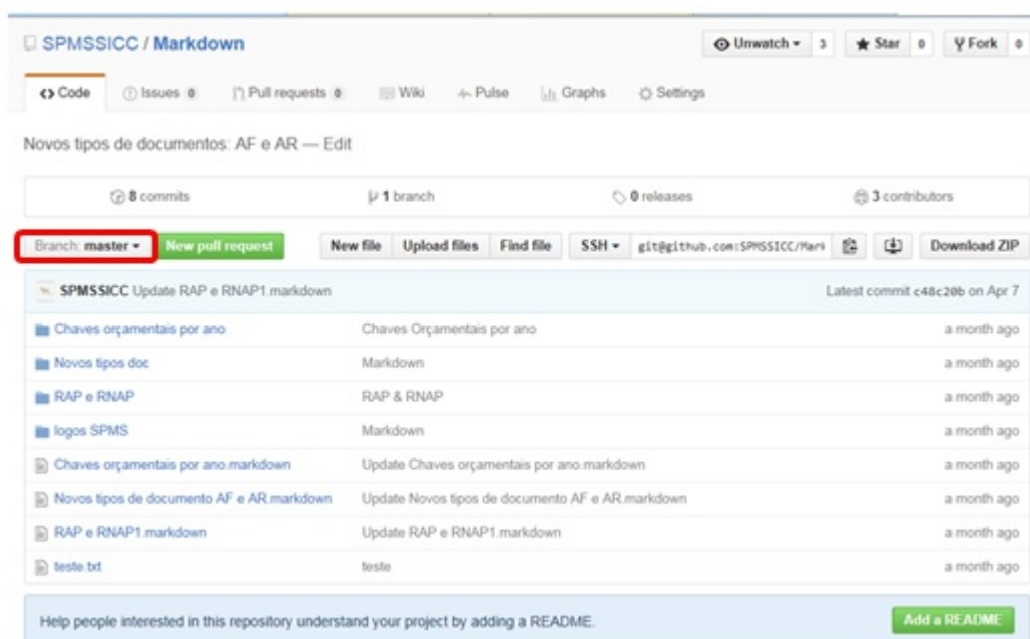 SPMSSICC / Markdown
Unwatch 3 Star 0 Fork 0
Code Issues 0 Pull requests 0 Wiki Pulse Graphs Settings
Novos tipos de documentos: AF e AR — Edit
8 commits 1 branch 0 releases 3 contributors
Branch: master New pull request New file Upload files Find file SSH git@github.com:SPMSSICC/Mark Download ZIP
SPMSSICC Update RAP e RNAP1.markdown Latest commit c48c20b on Apr 7
Chaves orçamentais por ano Chaves Orçamentais por ano a month ago
Novos tipos doc Markdown a month ago
RAP e RNAP RAP & RNAP a month ago
logos SPMS Markdown a month ago
Chaves orçamentais por ano.markdown Update Chaves orçamentais por ano.markdown a month ago
Novos tipos de documento AF e AR.markdown Update Novos tipos de documento AF e AR.markdown a month ago
RAP e RNAP1.markdown Update RAP e RNAP1.markdown a month ago
teste.txt teste a month ago
Help people interested in this repository understand your project by adding a README. Add a README